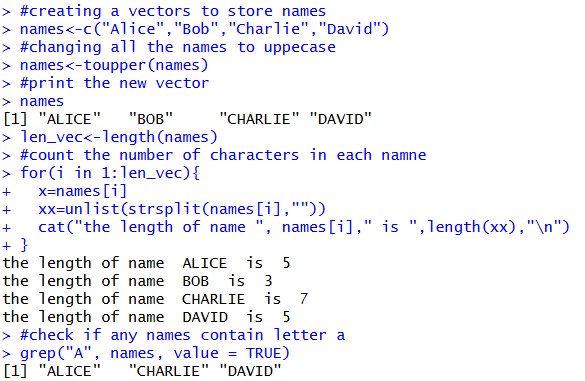 > #creating a vectors to store names
> names<-c("Alice","Bob","Charlie","David")
> #changing all the names to uppecase
> names<-toupper(names)
> #print the new vector
> names
[1] "ALICE"   "BOB"     "CHARLIE" "DAVID"
> len_vec<-length(names)
> #count the number of characters in each namne
> for(i in 1:len_vec){
+   x=names[i]
+   xx=unlist(strsplit(names[i],""))
+   cat("the length of name ", names[i]," is ",length(xx),"\n")
+ }
the length of name  ALICE  is  5
the length of name  BOB  is  3
the length of name  CHARLIE  is  7
the length of name  DAVID  is  5
> #check if any names contain letter a
> grep("A", names, value = TRUE)
[1] "ALICE"   "CHARLIE" "DAVID"